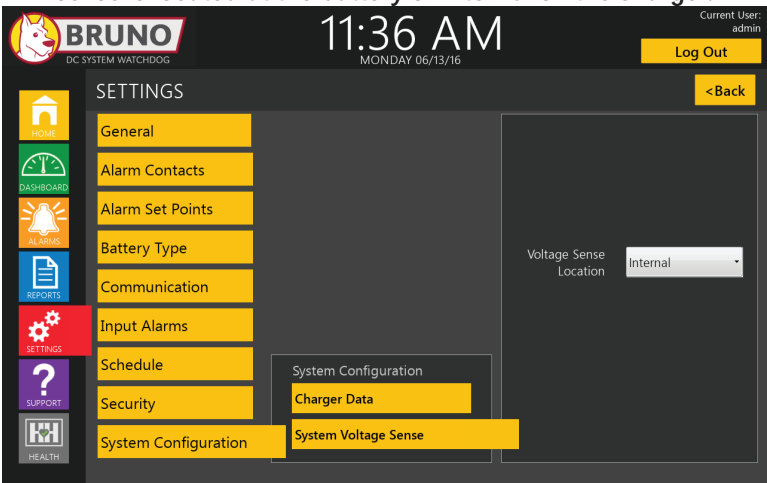 Current User:
admin
BRUNO
DC SYSTEM WATCHDOG
11:36 AM
MONDAY 06/13/16
Log Out
SETTINGS
<Back
HOME
DASHBOARD
ALARMS
REPORTS
SETTINGS
SUPPORT
HEALTH
General
Alarm Contacts
Alarm Set Points
Battery Type
Communication
Input Alarms
Schedule
Security
System Configuration
System Configuration
Charger Data
System Voltage Sense
Voltage Sense
Location
Internal